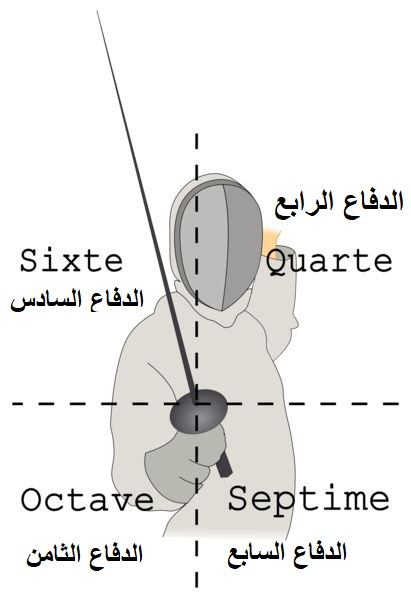 الدفاع الرابع
Sixte
Quarte
الدفاع السادس
Octave
Septime
الدفاع الثامن
الدفاع السابع